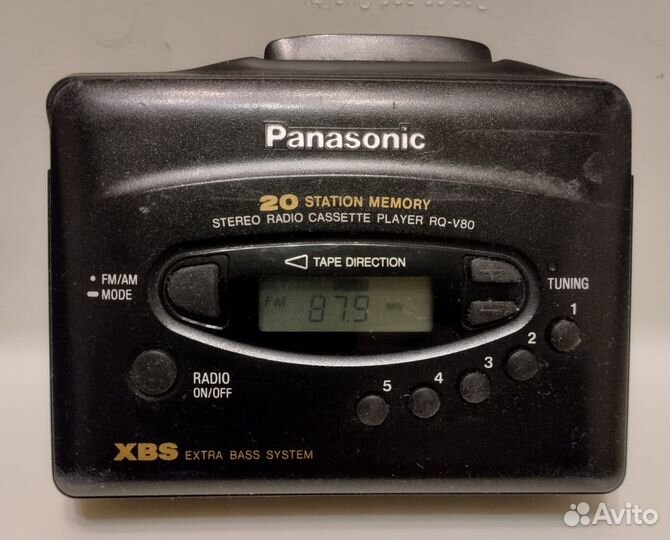 Panasonic
20 STATION MEMORY
STEREO RADIO CASSETTE PLAYER RQ-V80
TAPE DIRECTION
FM/AM
MODE
FM 87.9 MHz
TUNING
1
2
3
4
5
RADIO
ON/OFF
XBS EXTRA BASS SYSTEM
Avito